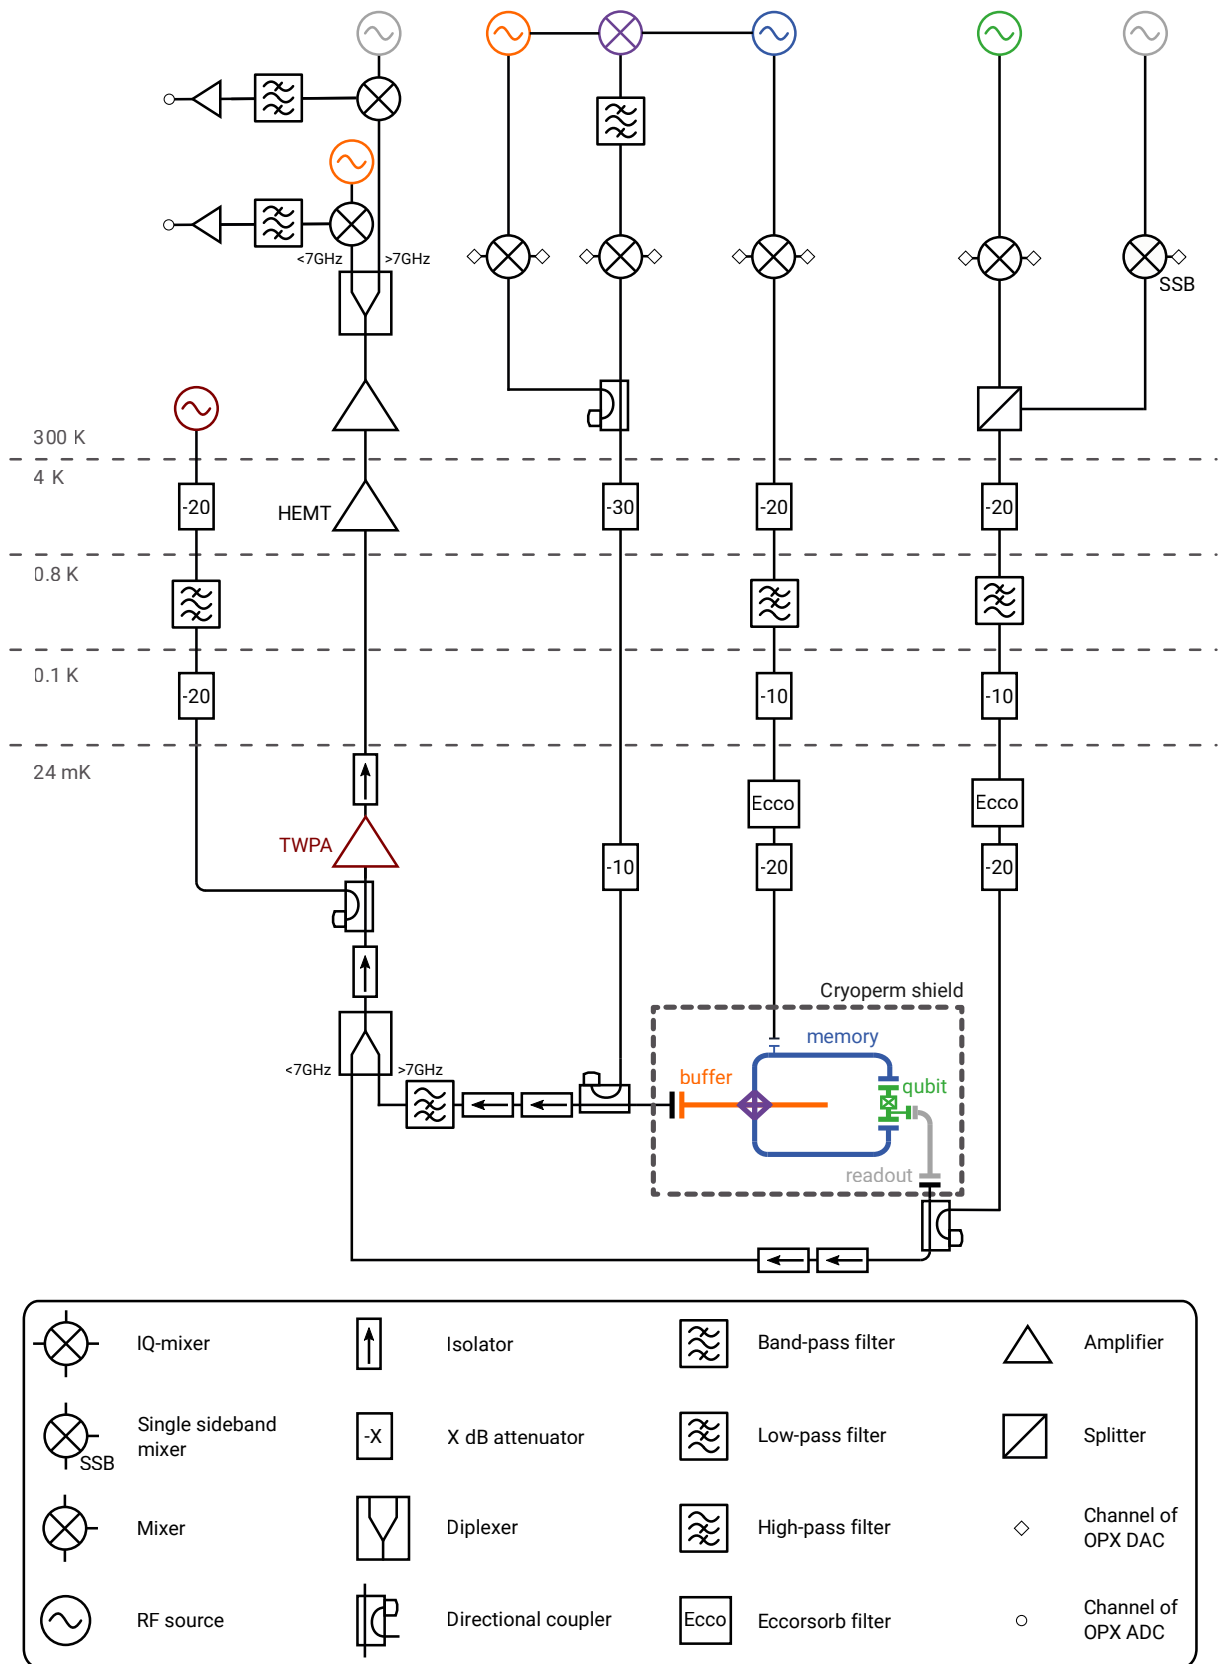 <7GHz
>7GHz
SSB
300 K
4 K
-20
HEMT
-30
-20
-20
0.8 K
0.1 K
-20
-10
-10
24 mK
Ecco
Ecco
TWPA
-10
-20
-20
Cryoperm shield
memory
<7GHz
>7GHz
buffer
qubit
readout
IQ-mixer
Isolator
Band-pass filter
Amplifier
Single sideband
mixer
SSB
-X
X dB attenuator
Low-pass filter
Splitter
Mixer
Diplexer
High-pass filter
Channel of
OPX DAC
RF source
Directional coupler
Ecco
Eccorsorb filter
Channel of
OPX ADC